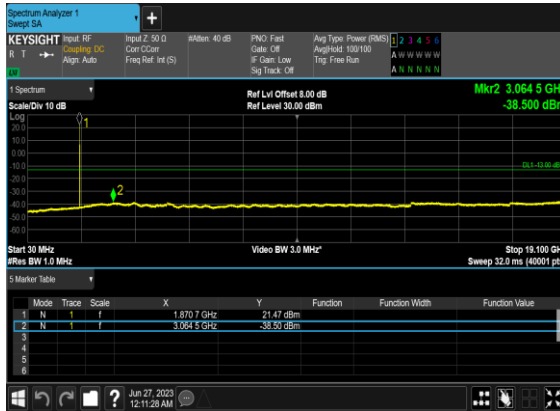 Spectrum Analyzer 1
Swept SA
+
KEYSIGHT Input: RF Input Z: 50 Ω #Atten: 40 dB PNO: Fast Avg Type: Power (RMS) 1 2 3 4 5 6
R T Coupling: DC Corr CCorr Gate: Off Avg|Hold: 100/100
Align: Auto Freq Ref: Int (S) IF Gain: Low Trig: Free Run A W W W W W
Sig Track: Off A N N N N N
1 Spectrum Ref Lvl Offset 8.00 dB Mkr2 3.064 5 GH
Scale/Div 10 dB Ref Level 30.00 dBm -38.500 dB
Log
20.0
10.0
0.00
-10.0
-20.0
-30.0
-40.0
-50.0
-60.0
1
2
DL1 -13.00 dB
Start 30 MHz Video BW 3.0 MHz* Stop 19.100 G
#Res BW 1.0 MHz Sweep 32.0 ms (40001 pt
5 Marker Table
Mode Trace Scale X Y Function Function Width Function Value
1 N 1 f 1.870 7 GHz 21.47 dBm
2 N 1 f 3.064 5 GHz -38.50 dBm
3
4
5
6
?
Jun 27, 2023
12:11:28 AM